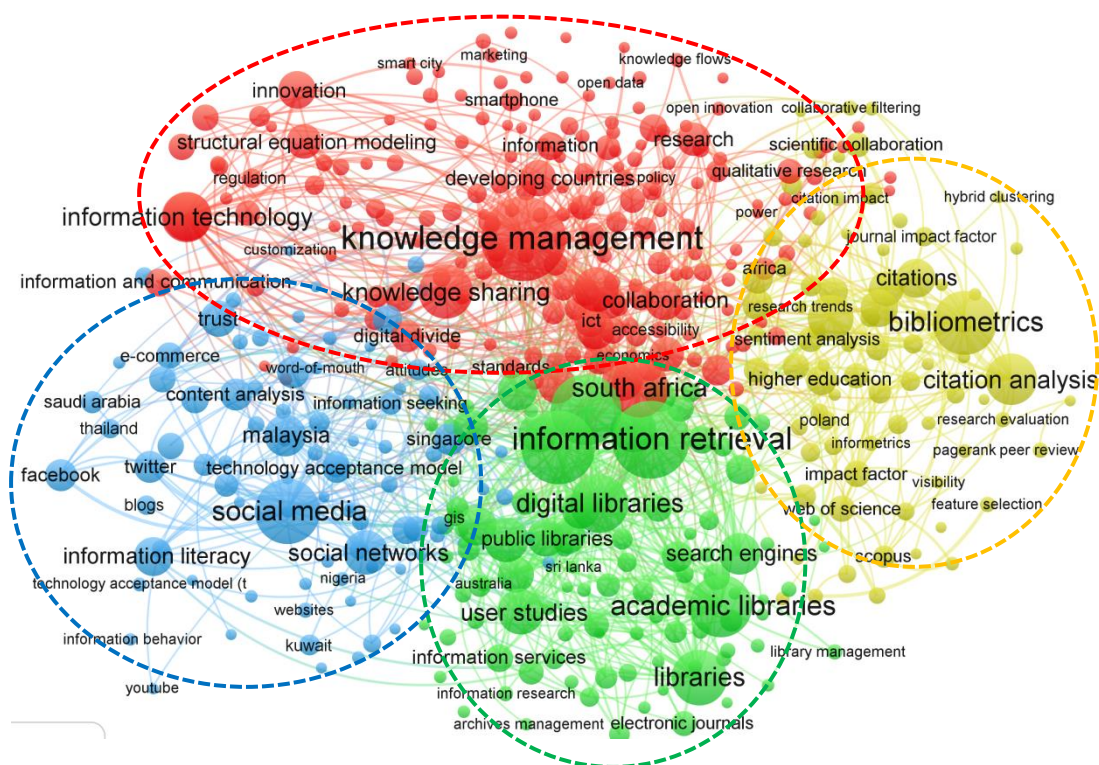 marketing
knowledge flows
smart city
open data
innovation
smartphone
open innovation
collaborative filtering
structural equation modeling
information
research
scientific collaboration
regulation
developing countries
policy
qualitative research
citation impact
hybrid clustering
information technology
power
knowledge management
journal impact factor
customization
africa
citations
information and communication
knowledge sharing
collaboration
research trends
trust
ict
accessibility
bibliometrics
digital divide
sentiment analysis
e-commerce
economics
word-of-mouth
attitudes
standards
higher education
citation analysis
saudi arabia
content analysis
information seeking
south africa
thailand
malaysia
singapore
information retrieval
poland
research evaluation
informetrics
pagerank
peer review
facebook
twitter
technology acceptance model
impact factor
visibility
blogs
social media
gis
digital libraries
web of science
feature selection
information literacy
social networks
public libraries
search engines
scopus
technology acceptance model (t
nigeria
australia
sri lanka
websites
user studies
academic libraries
information behavior
kuwait
information services
library management
youtube
information research
libraries
archives management
electronic journals